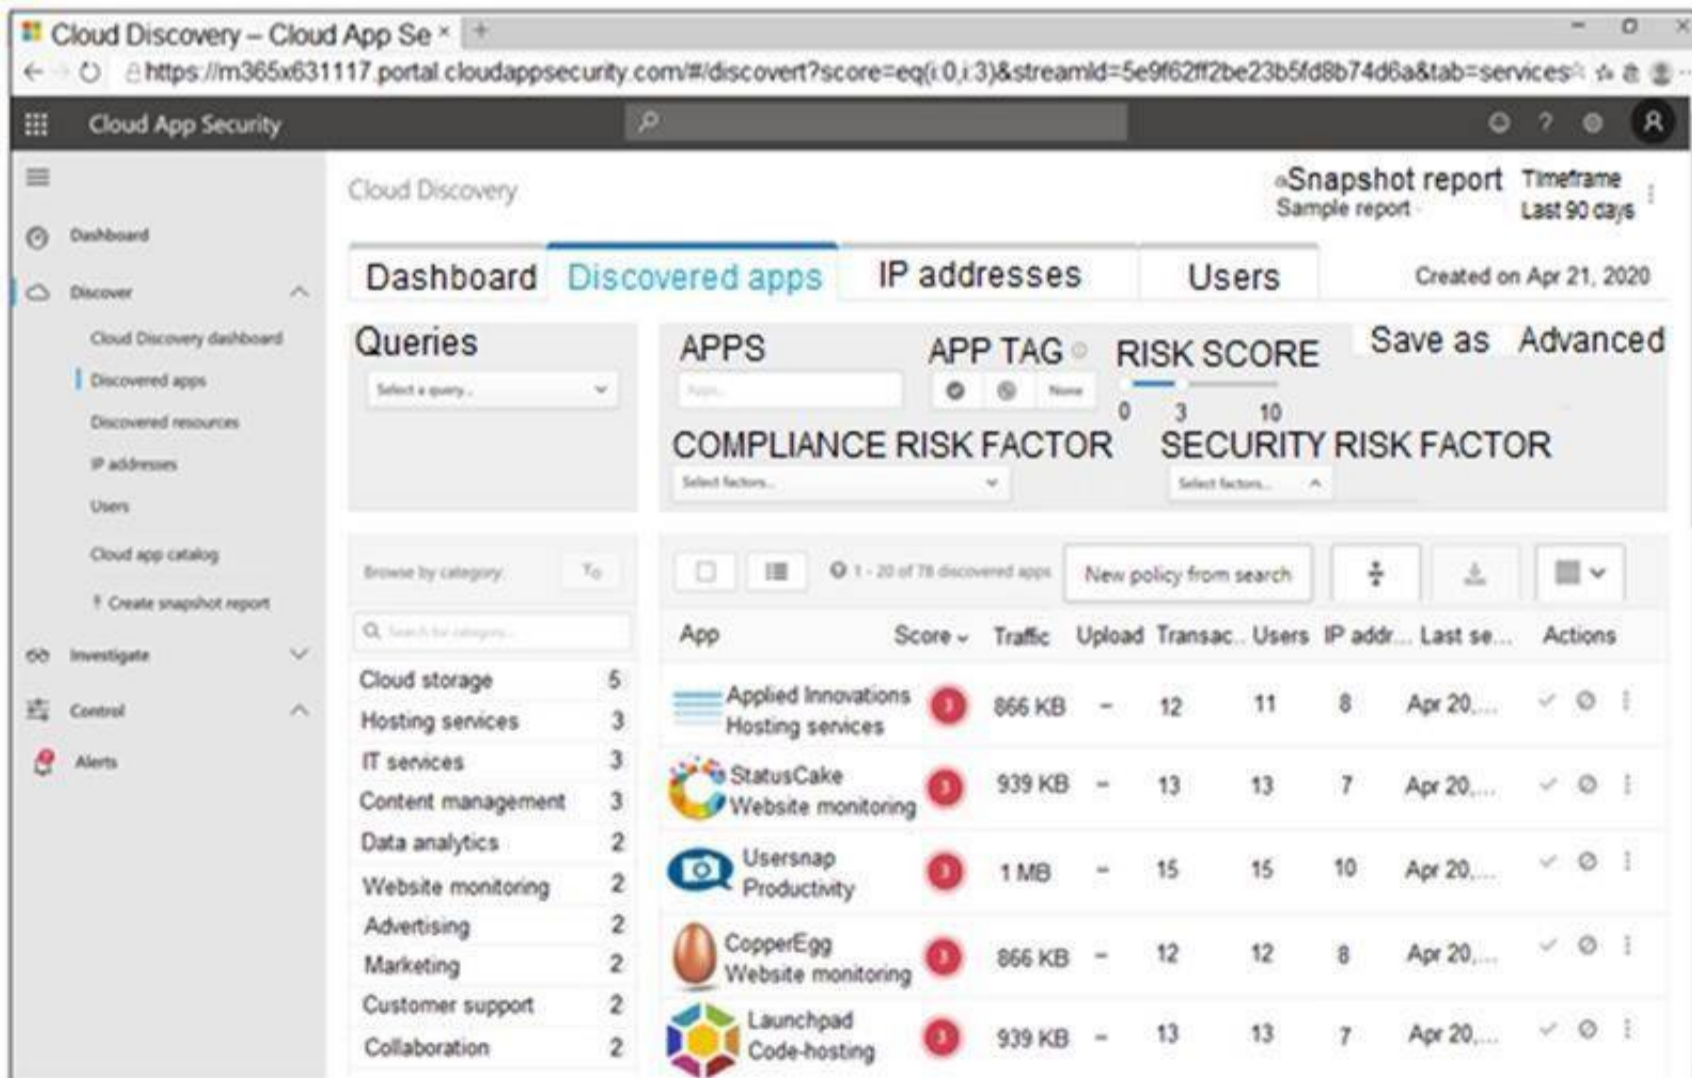 Cloud Discovery – Cloud App Se × +
https://m365x631117.portal.cloudappsecurity.com/#/discovert?score=eq(i:0,i:3)&streamId=5e9f62ff2be23b5fd8b74d6a&tab=services
Cloud App Security
?
Cloud Discovery
Snapshot report
Sample report
Timeframe
Last 90 days
Dashboard
Discover
Cloud Discovery dashboard
Discovered apps
Discovered resources
IP addresses
Users
Cloud app catalog
Create snapshot report
Investigate
Control
Alerts
Dashboard Discovered apps IP addresses Users Created on Apr 21, 2020
Queries
Select a query...
APPS
Apps...
APP TAG
None
RISK SCORE
0 3 10
Save as Advanced
COMPLIANCE RISK FACTOR
Select factors...
SECURITY RISK FACTOR
Select factors...
Browse by category:
Search for category...
Cloud storage 5
Hosting services 3
IT services 3
Content management 3
Data analytics 2
Website monitoring 2
Advertising 2
Marketing 2
Customer support 2
Collaboration 2
1 - 20 of 78 discovered apps
New policy from search
App Score Traffic Upload Transac.. Users IP addr... Last se... Actions
Applied Innovations
Hosting services
3 866 KB – 12 11 8 Apr 20,...
StatusCake
Website monitoring
3 939 KB – 13 13 7 Apr 20,...
Usersnap
Productivity
3 1 MB – 15 15 10 Apr 20,...
CopperEgg
Website monitoring
3 866 KB – 12 12 8 Apr 20,...
Launchpad
Code-hosting
3 939 KB – 13 13 7 Apr 20,...